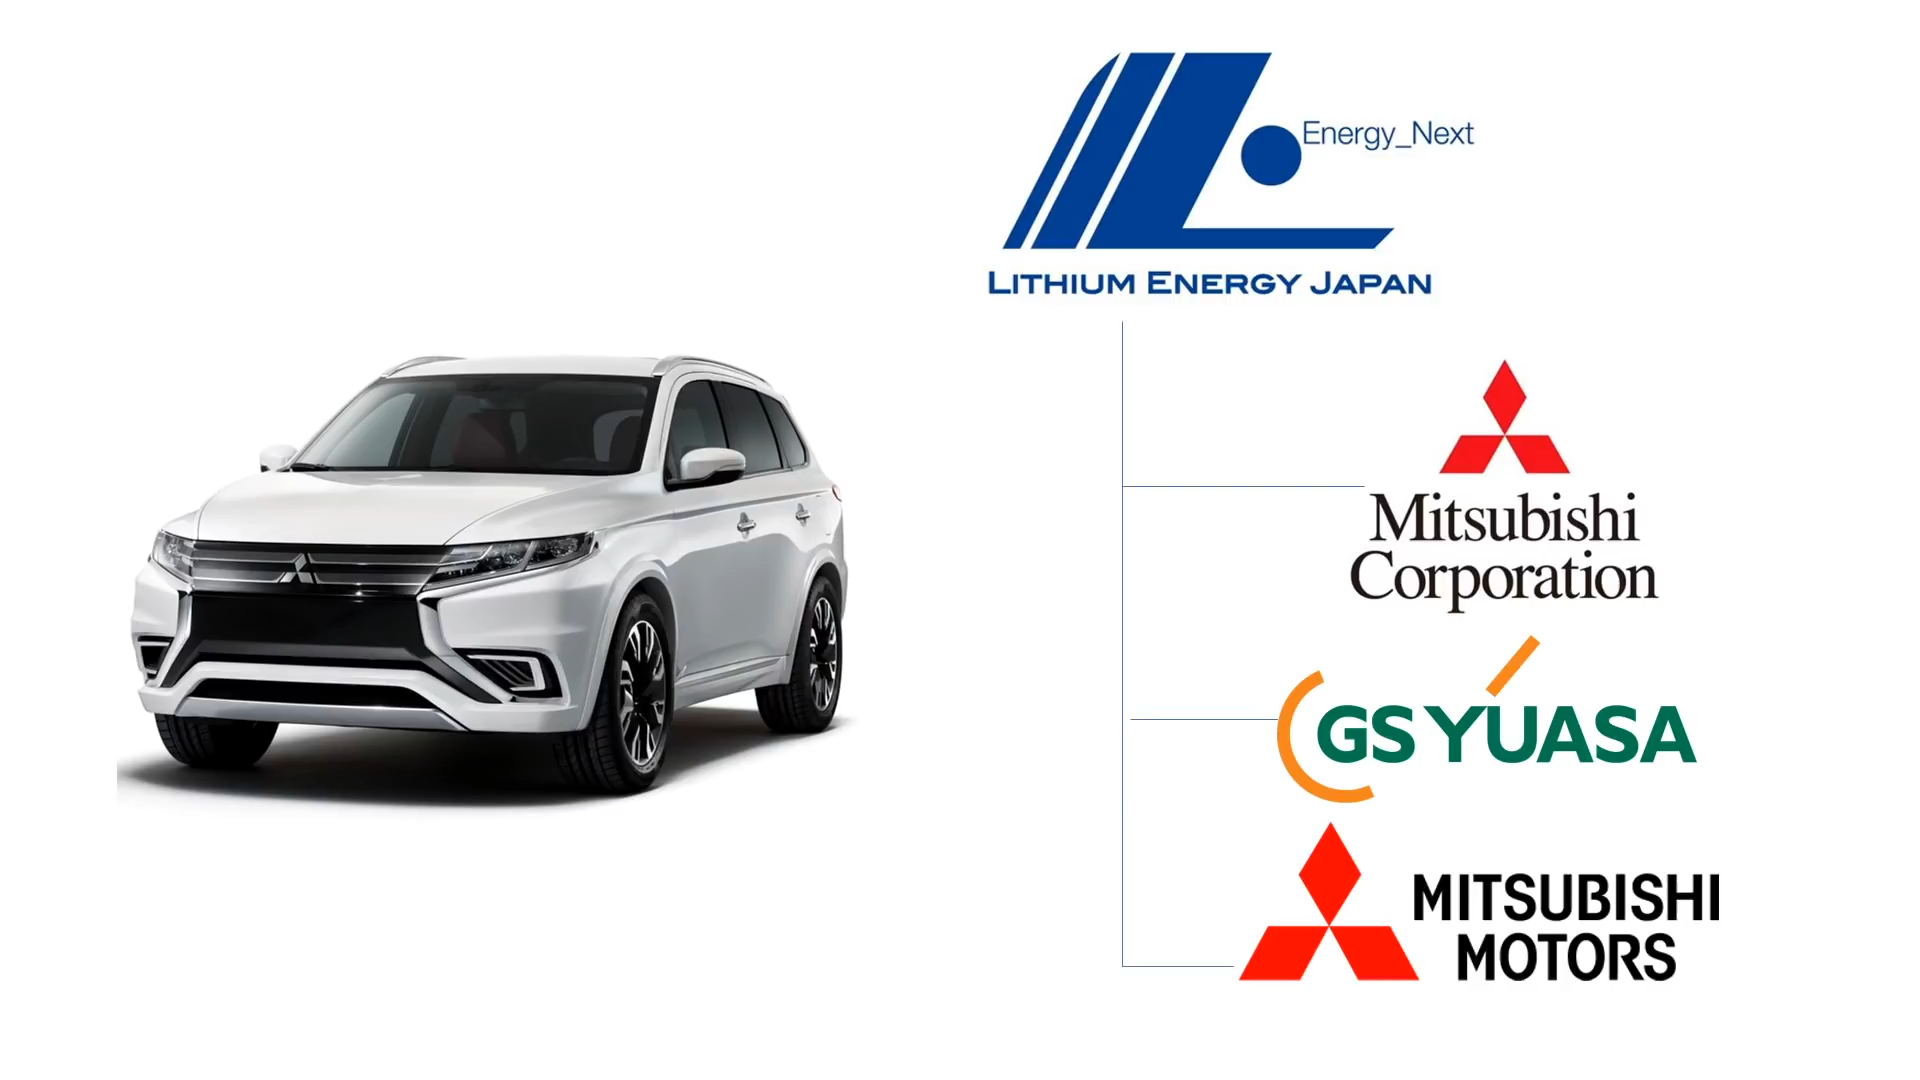 Energy_Next
LITHIUM ENERGY JAPAN
Mitsubishi
Corporation
GS YUASA
MITSUBISHI
MOTORS